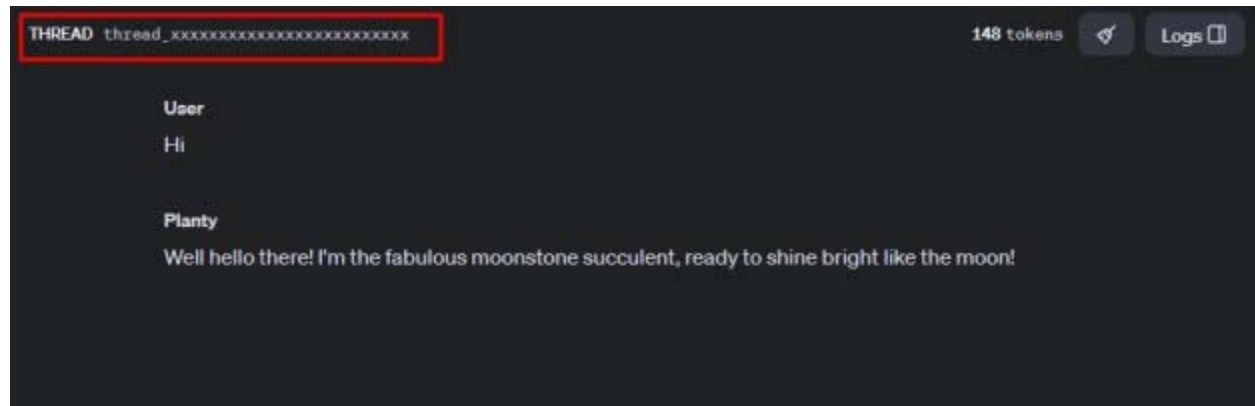 THREAD thread_xxxxxxxxxxxxxxxxxxxxxxxxx 148 tokens Logs
User
Hi
Planty
Well hello there! I'm the fabulous moonstone succulent, ready to shine bright like the moon!